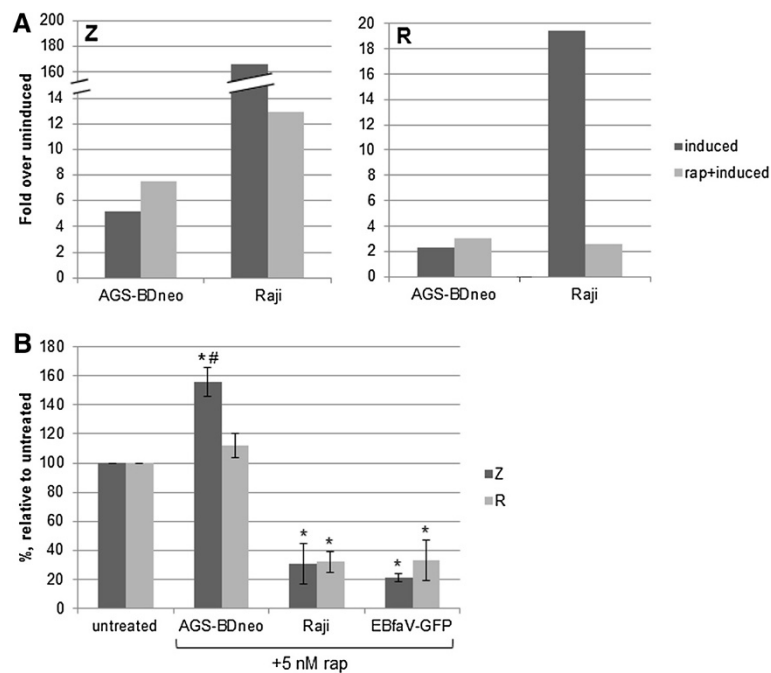 A
Z
Fold over uninduced
200
180
160
14
12
10
8
6
4
2
0
AGS-BDneo Raji
R
20
18
16
14
12
10
8
6
4
2
0
AGS-BDneo Raji
induced
rap+induced
B
%, relative to untreated
180
160
140
120
100
80
60
40
20
0
*#
* *
* *
untreated AGS-BDneo Raji EBfaV-GFP
+5 nM rap
Z
R